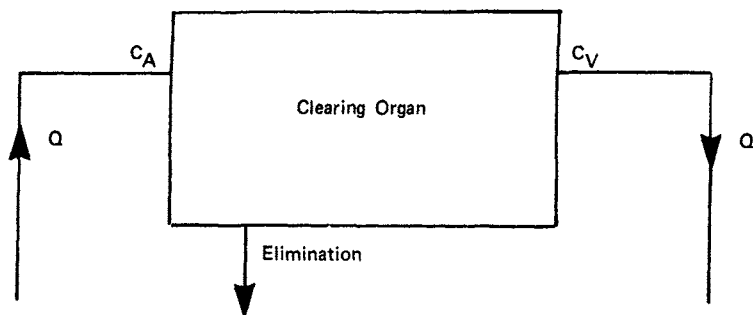 C_A
C_V
Clearing Organ
Q
Q
Elimination